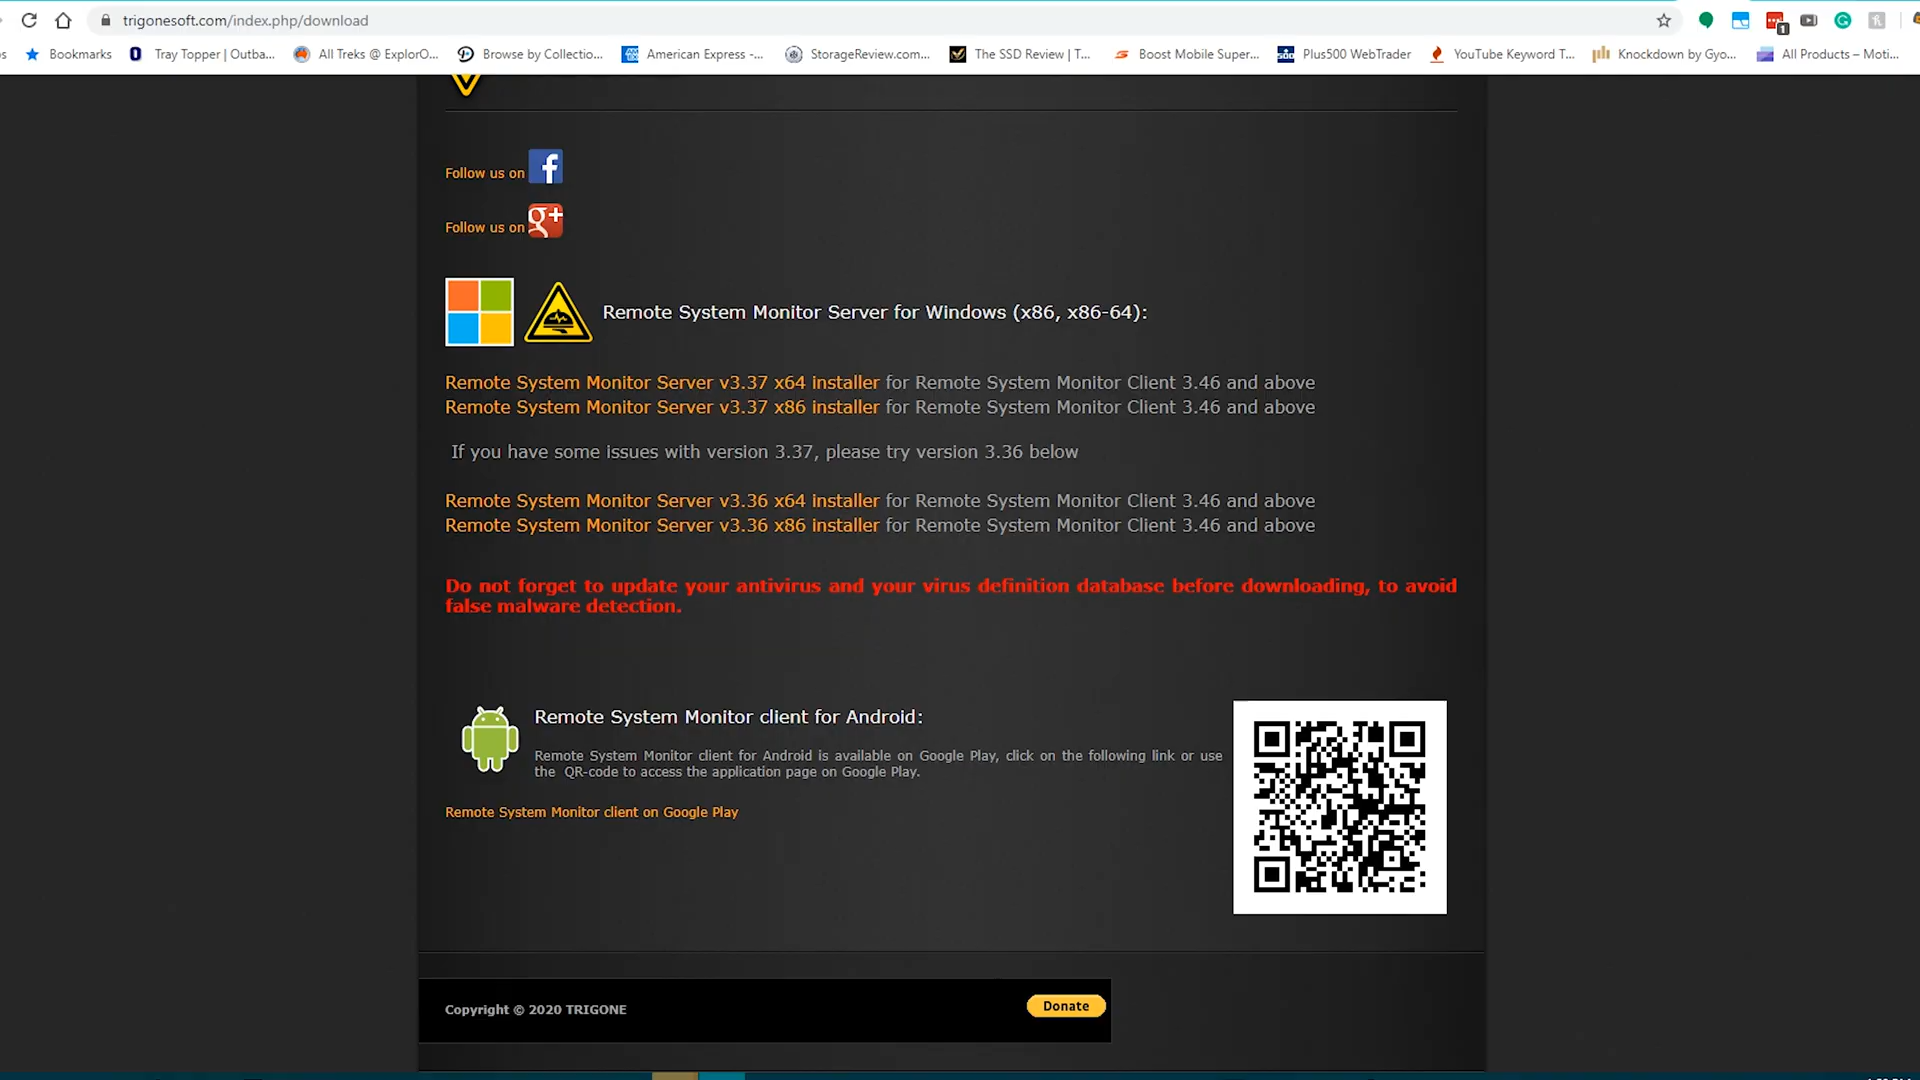 trigonesoft.com/index.php/download
Bookmarks
Tray Topper | Outba...
All Treks @ ExplorO...
Browse by Collectio...
American Express -...
StorageReview.com...
The SSD Review | T...
Boost Mobile Super...
Plus500 WebTrader
YouTube Keyword T...
Knockdown by Gyo...
All Products – Moti...
Follow us on f
Follow us on g+
Remote System Monitor Server for Windows (x86, x86-64):
Remote System Monitor Server v3.37 x64 installer for Remote System Monitor Client 3.46 and above
Remote System Monitor Server v3.37 x86 installer for Remote System Monitor Client 3.46 and above
If you have some issues with version 3.37, please try version 3.36 below
Remote System Monitor Server v3.36 x64 installer for Remote System Monitor Client 3.46 and above
Remote System Monitor Server v3.36 x86 installer for Remote System Monitor Client 3.46 and above
Do not forget to update your antivirus and your virus definition database before downloading, to avoid
false malware detection.
Remote System Monitor client for Android:
Remote System Monitor client for Android is available on Google Play, click on the following link or use
the QR-code to access the application page on Google Play.
Remote System Monitor client on Google Play
Copyright © 2020 TRIGONE
Donate